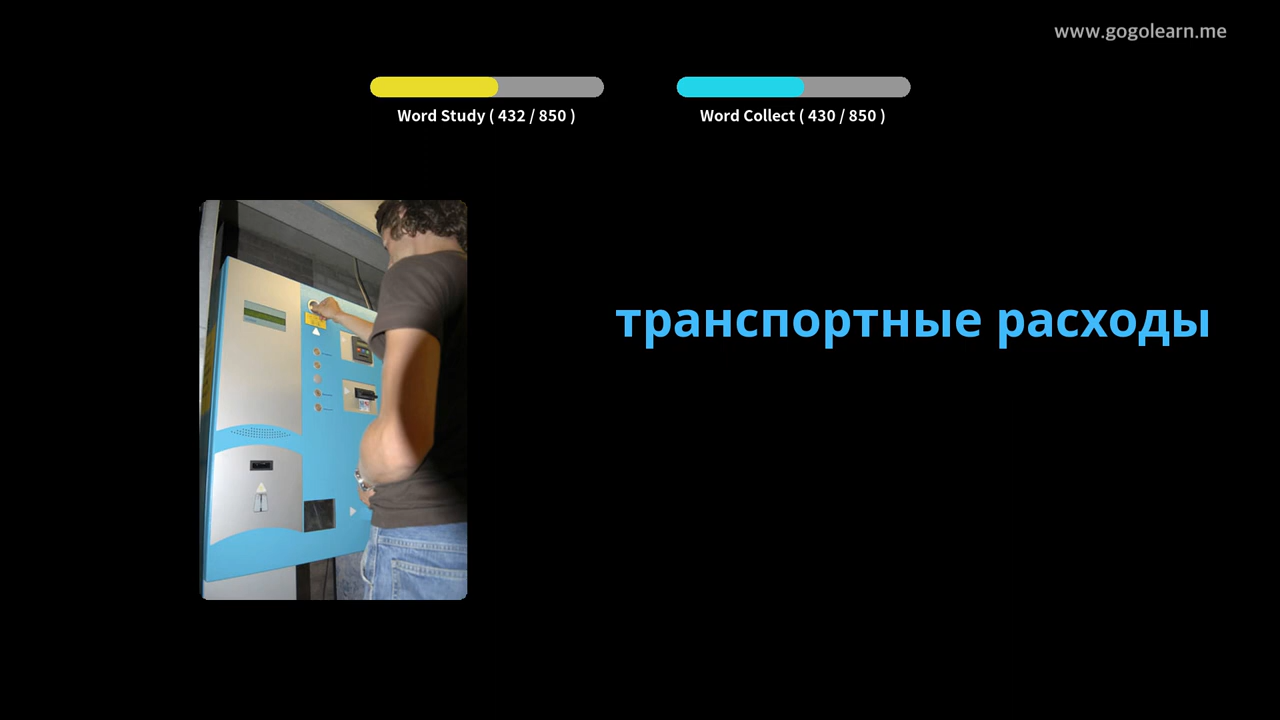 www.gogolearn.me
Word Study ( 432 / 850 )
Word Collect ( 430 / 850 )
транспортные расходы